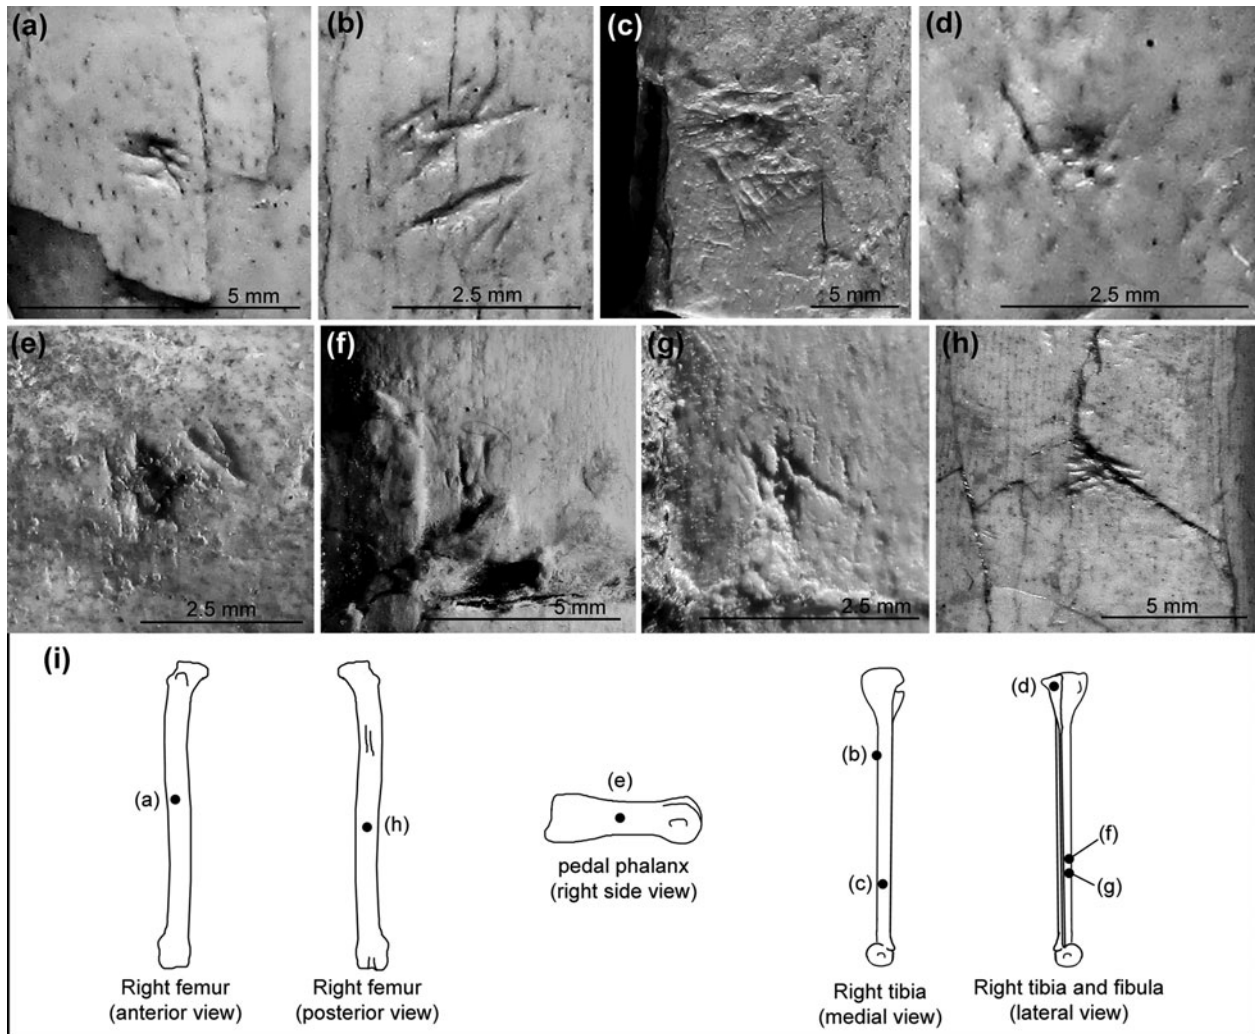 (a)
(b)
(c)
(d)
5 mm
2.5 mm
5 mm
2.5 mm
(e)
(f)
(g)
(h)
2.5 mm
5 mm
2.5 mm
5 mm
(i)
(a)
(h)
(e)
(b)
(c)
(d)
(f)
(g)
pedal phalanx
(right side view)
Right femur
(anterior view)
Right femur
(posterior view)
Right tibia
(medial view)
Right tibia and fibula
(lateral view)